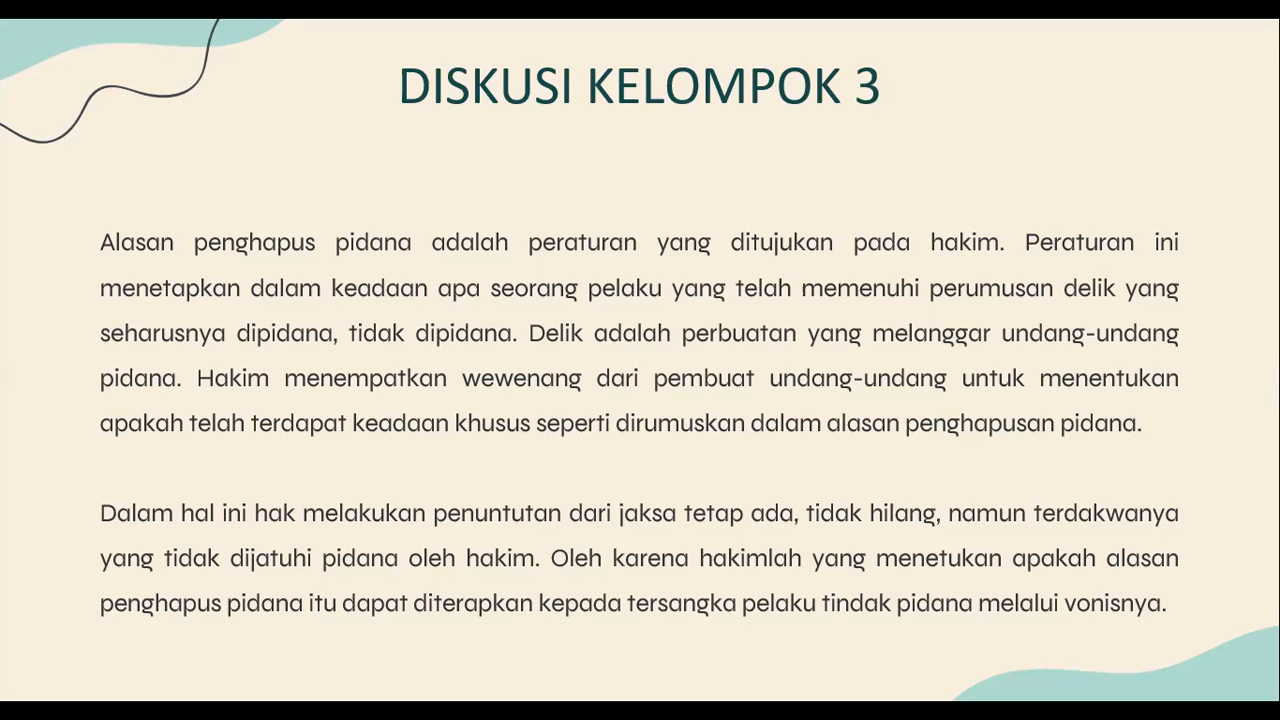 DISKUSI KELOMPOK 3
Alasan penghapus pidana adalah peraturan yang ditujukan pada hakim. Peraturan ini
menetapkan dalam keadaan apa seorang pelaku yang telah memenuhi perumusan delik yang
seharusnya dipidana, tidak dipidana. Delik adalah perbuatan yang melanggar undang-undang
pidana. Hakim menempatkan wewenang dari pembuat undang-undang untuk menentukan
apakah telah terdapat keadaan khusus seperti dirumuskan dalam alasan penghapusan pidana.
Dalam hal ini hak melakukan penuntutan dari jaksa tetap ada, tidak hilang, namun terdakwanya
yang tidak dijatuhi pidana oleh hakim. Oleh karena hakimlah yang menetukan apakah alasan
penghapus pidana itu dapat diterapkan kepada tersangka pelaku tindak pidana melalui vonisnya.